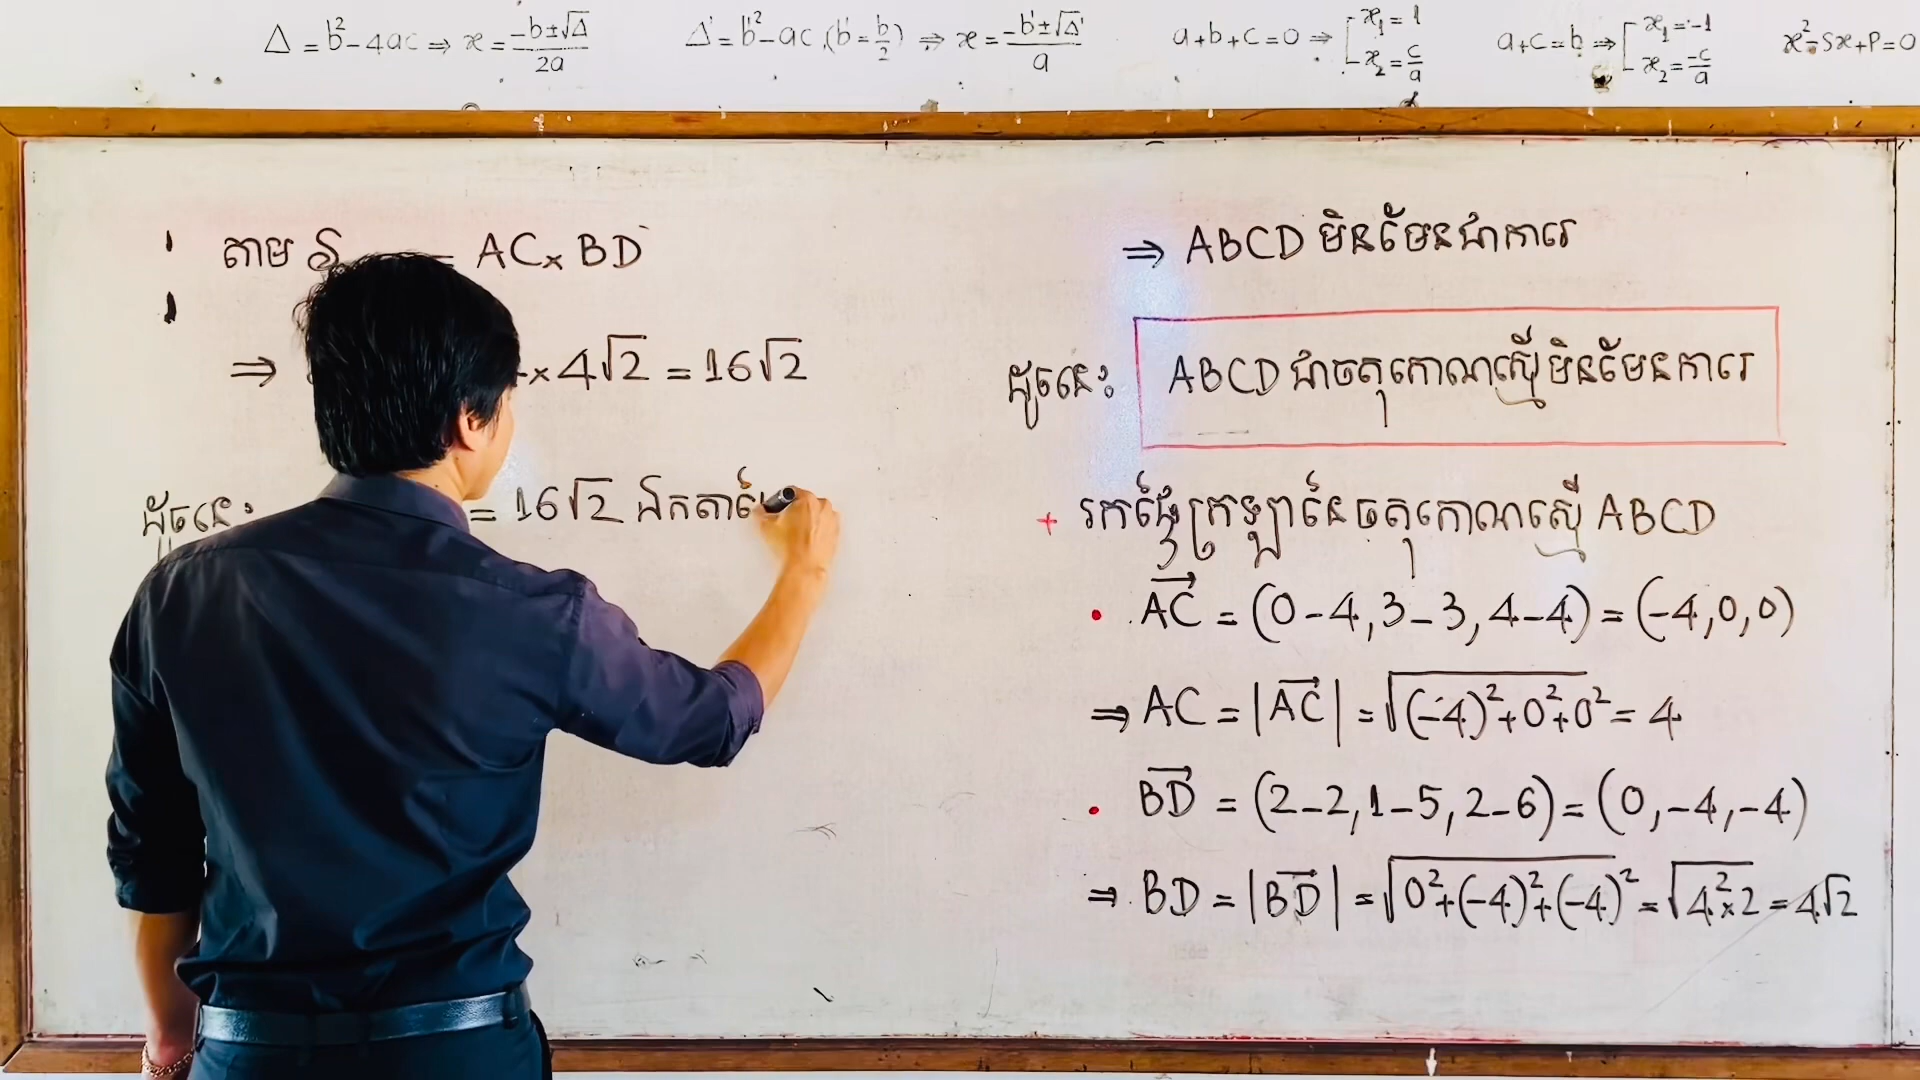 Δ = b² - 4ac ⇒ x = (-b ± √Δ) / 2a
Δ' = b'² - ac, (b' = b/2) ⇒ x = (-b' ± √Δ') / a
a + b + c = 0 ⇒ [ x₁ = 1, x₂ = c/a
a + c = b ⇒ [ x₁ = -1, x₂ = -c/a
x² - Sx + P = 0
តាម S = AC × BD
⇒ × 4√2 = 16√2
ដូចនេះ = 16√2 ឯកតា
⇒ ABCD មិនមែនជាការេ
ដូចនេះ ABCD ជាចតុកោណស្មើមិនមែនការេ
+ រកផ្ទៃក្រឡានៃចតុកោណស្មើ ABCD
• AC⃗ = (0 - 4, 3 - 3, 4 - 4) = (-4, 0, 0)
⇒ AC = |AC⃗| = √((-4)² + 0² + 0²) = 4
• BD⃗ = (2 - 2, 1 - 5, 2 - 6) = (0, -4, -4)
⇒ BD = |BD⃗| = √(0² + (-4)² + (-4)²) = √(4² × 2) = 4√2